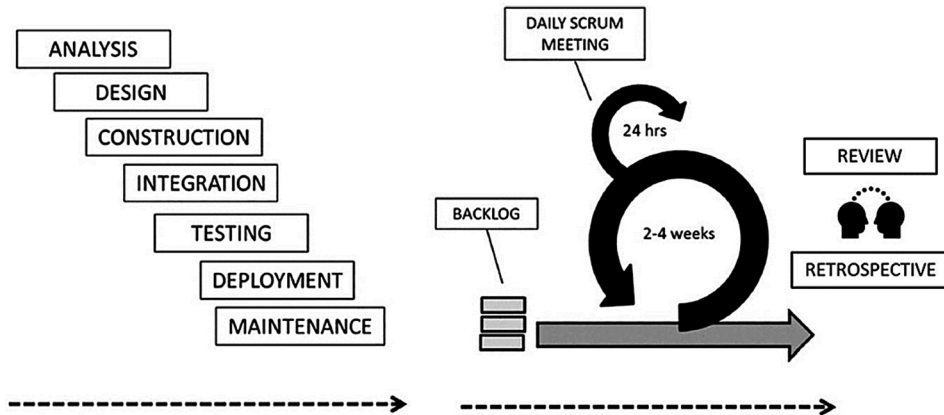 ANALYSIS
DESIGN
CONSTRUCTION
INTEGRATION
TESTING
DEPLOYMENT
MAINTENANCE
DAILY SCRUM
MEETING
24 hrs
2-4 weeks
BACKLOG
REVIEW
RETROSPECTIVE